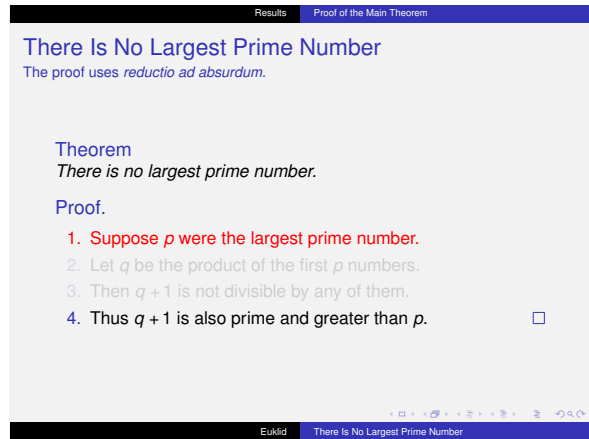 Results Proof of the Main Theorem
There Is No Largest Prime Number
The proof uses reductio ad absurdum.
Theorem
There is no largest prime number.
Proof.
1. Suppose p were the largest prime number.
2. Let q be the product of the first p numbers.
3. Then q + 1 is not divisible by any of them.
4. Thus q + 1 is also prime and greater than p.
Euklid There Is No Largest Prime Number